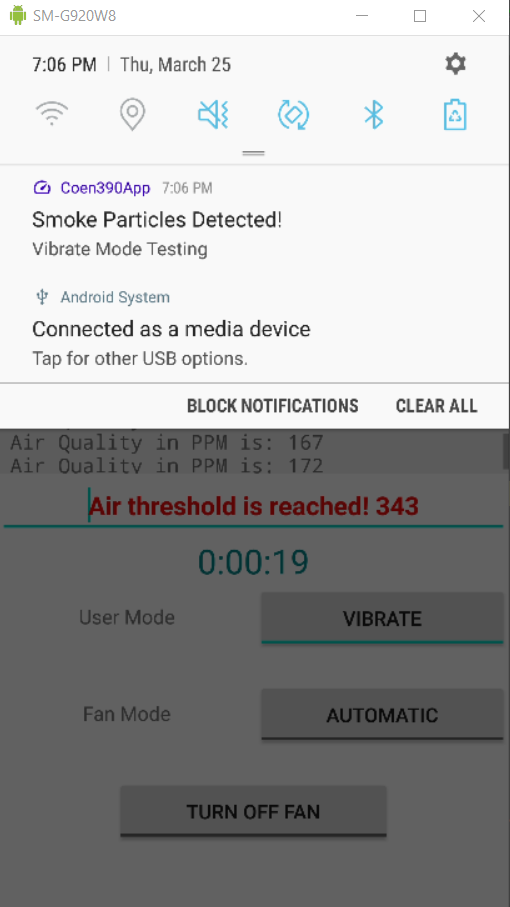 SM-G920W8
7:06 PM | Thu, March 25
Coen390App 7:06 PM
Smoke Particles Detected!
Vibrate Mode Testing
Android System
Connected as a media device
Tap for other USB options.
BLOCK NOTIFICATIONS CLEAR ALL
Air Quality in PPM is: 167
Air Quality in PPM is: 172
Air threshold is reached! 343
0:00:19
User Mode VIBRATE
Fan Mode AUTOMATIC
TURN OFF FAN